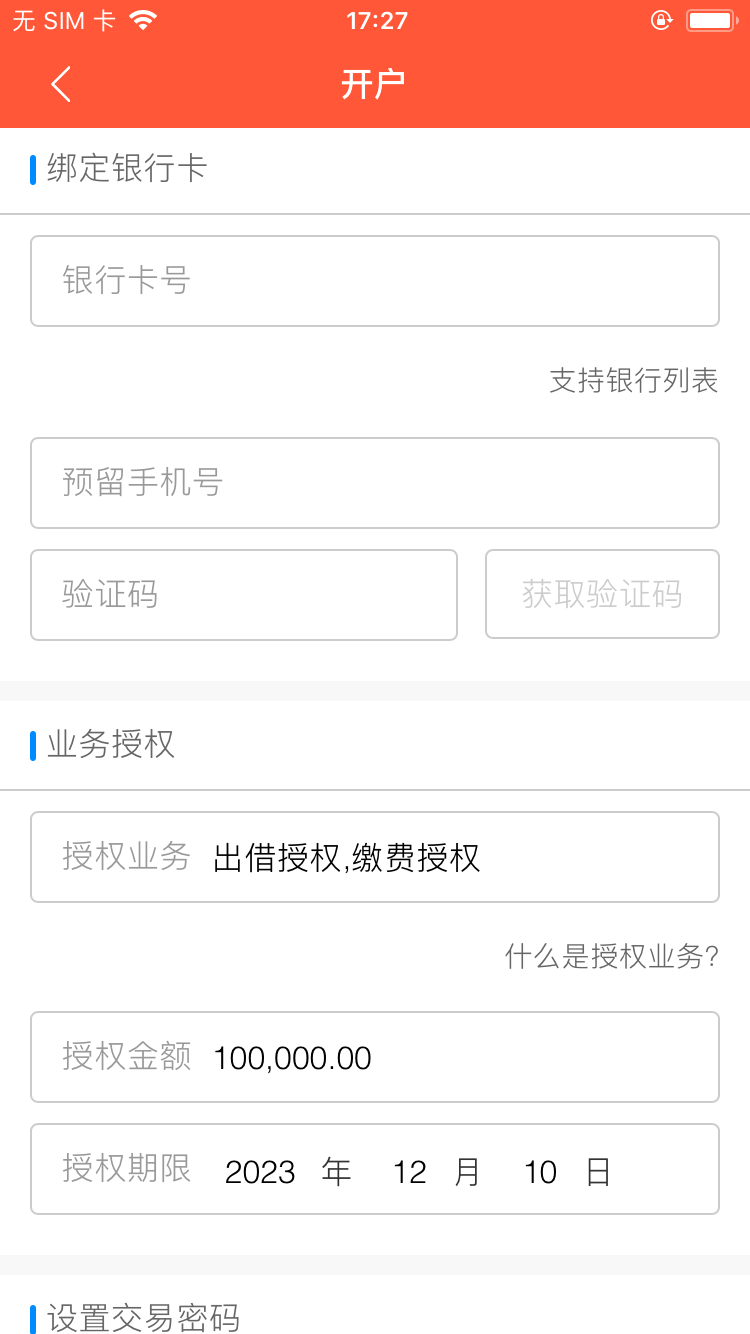 无 SIM 卡 17:27
开户
绑定银行卡
银行卡号
支持银行列表
预留手机号
验证码 获取验证码
业务授权
授权业务 出借授权,缴费授权
什么是授权业务?
授权金额 100,000.00
授权期限 2023 年 12 月 10 日
设置交易密码